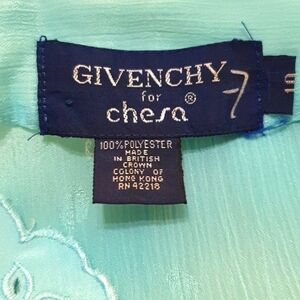 GIVENCHY
for
chesa®
7
100% POLYESTER
MADE
IN BRITISH
CROWN
COLONY OF
HONG KONG
RN 42218